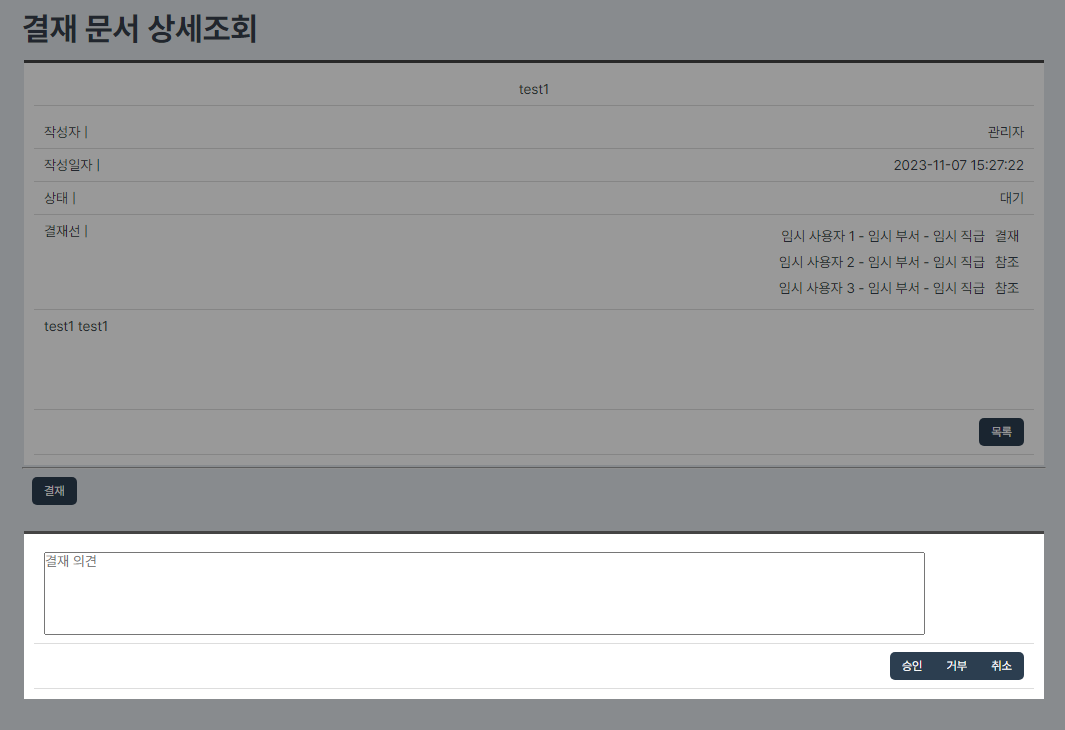 결재 문서 상세조회
test1
작성자 | 관리자
작성일자 | 2023-11-07 15:27:22
상태 | 대기
결재선 | 임시 사용자 1 - 임시 부서 - 임시 직급 결재
임시 사용자 2 - 임시 부서 - 임시 직급 참조
임시 사용자 3 - 임시 부서 - 임시 직급 참조
test1 test1
목록
결재
결재 의견
승인 거부 취소